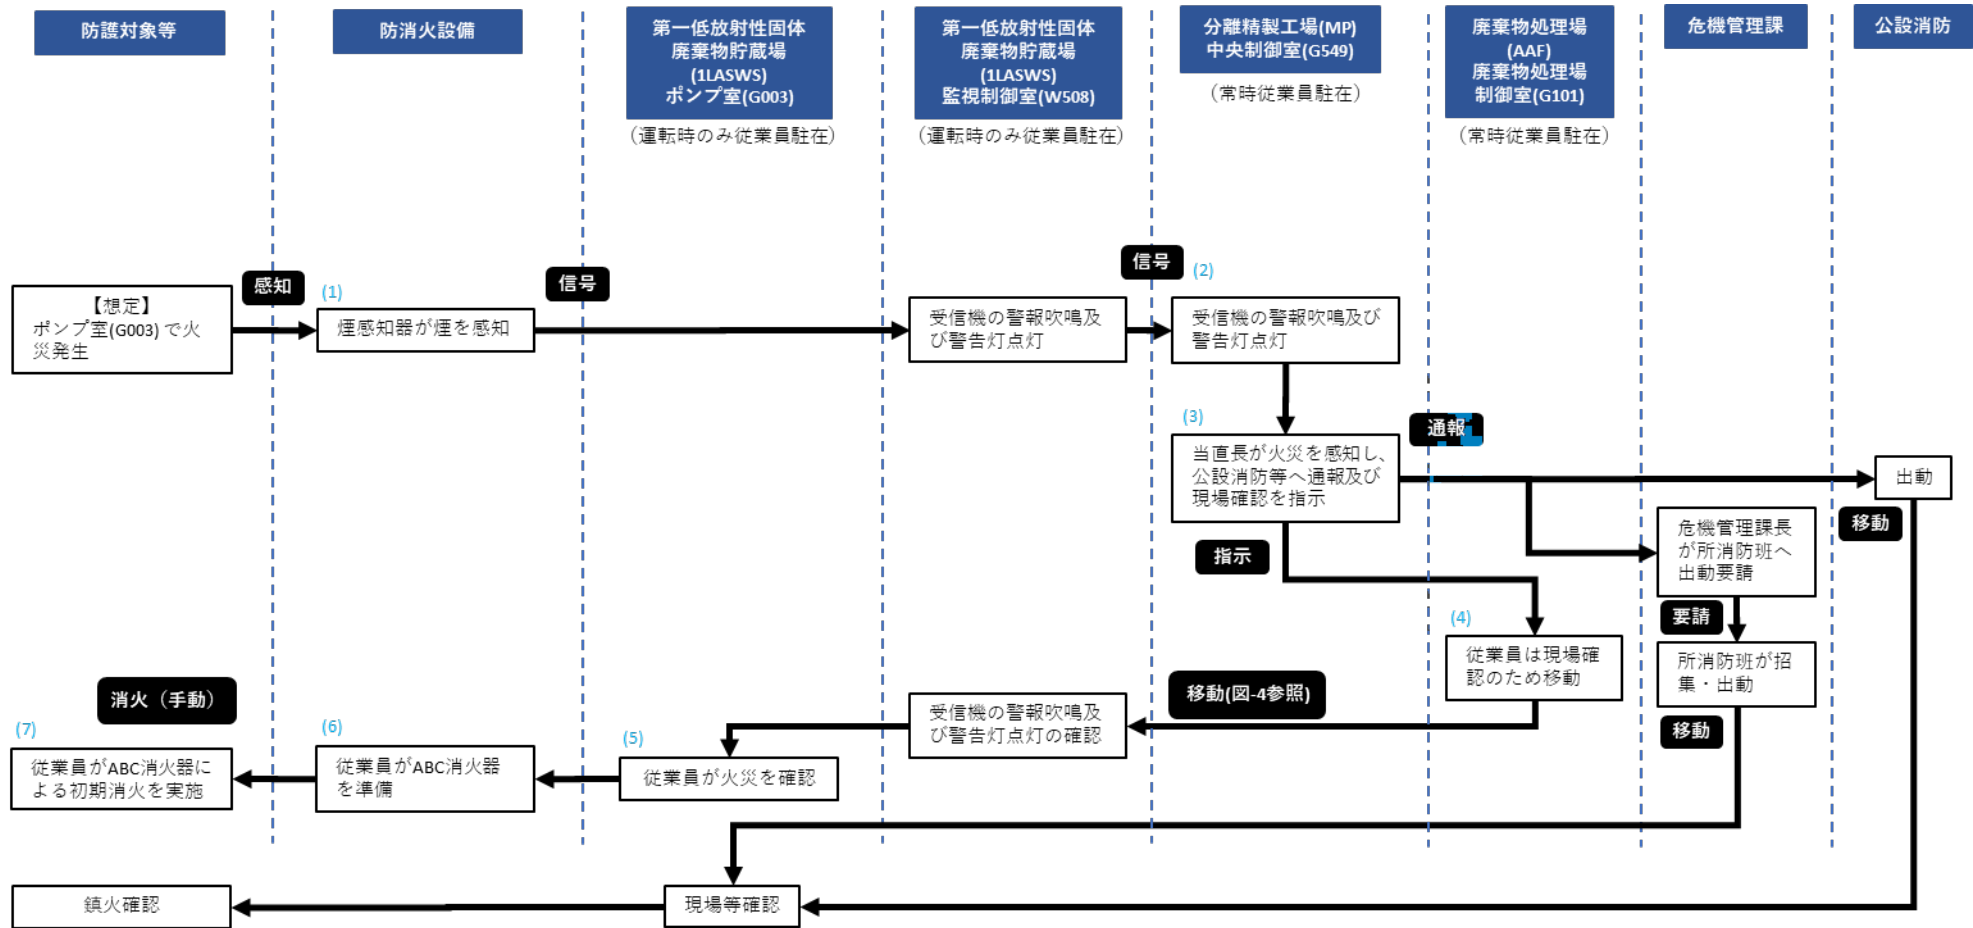 防護対象等
防消火設備
第一低放射性固体
廃棄物貯蔵場
(1LASWS)
ポンプ室(G003)
（運転時のみ従業員駐在）
第一低放射性固体
廃棄物貯蔵場
(1LASWS)
監視制御室(W508)
（運転時のみ従業員駐在）
分離精製工場(MP)
中央制御室(G549)
（常時従業員駐在）
廃棄物処理場
(AAF)
廃棄物処理場
制御室(G101)
（常時従業員駐在）
危機管理課
公設消防
【想定】
ポンプ室(G003) で火
災発生
感知
(1)
煙感知器が煙を感知
信号
受信機の警報吹鳴及
び警告灯点灯
信号
(2)
受信機の警報吹鳴及び
警告灯点灯
(3)
当直長が火災を感知し、
公設消防等へ通報及び
現場確認を指示
通報
出動
移動
危機管理課長
が所消防班へ
出動要請
指示
要請
(4)
従業員は現場確
認のため移動
所消防班が招
集・出動
移動
移動(図-4参照)
受信機の警報吹鳴及
び警告灯点灯の確認
(5)
従業員が火災を確認
(6)
従業員がABC消火器
を準備
消火（手動）
(7)
従業員がABC消火器に
よる初期消火を実施
現場等確認
鎮火確認